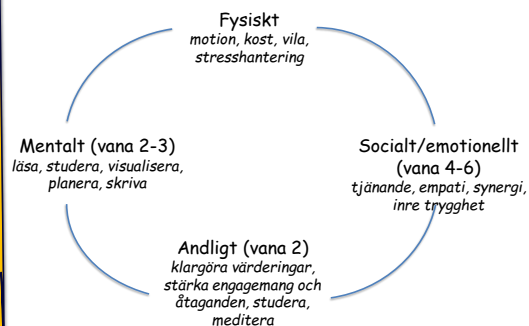 Fysiskt
motion, kost, vila,
stresshantering
Mentalt (vana 2-3)
läsa, studera, visualisera,
planera, skriva
Socialt/emotionellt
(vana 4-6)
tjänande, empati, synergi,
inre trygghet
Andligt (vana 2)
klargöra värderingar,
stärka engagemang och
åtaganden, studera,
meditera